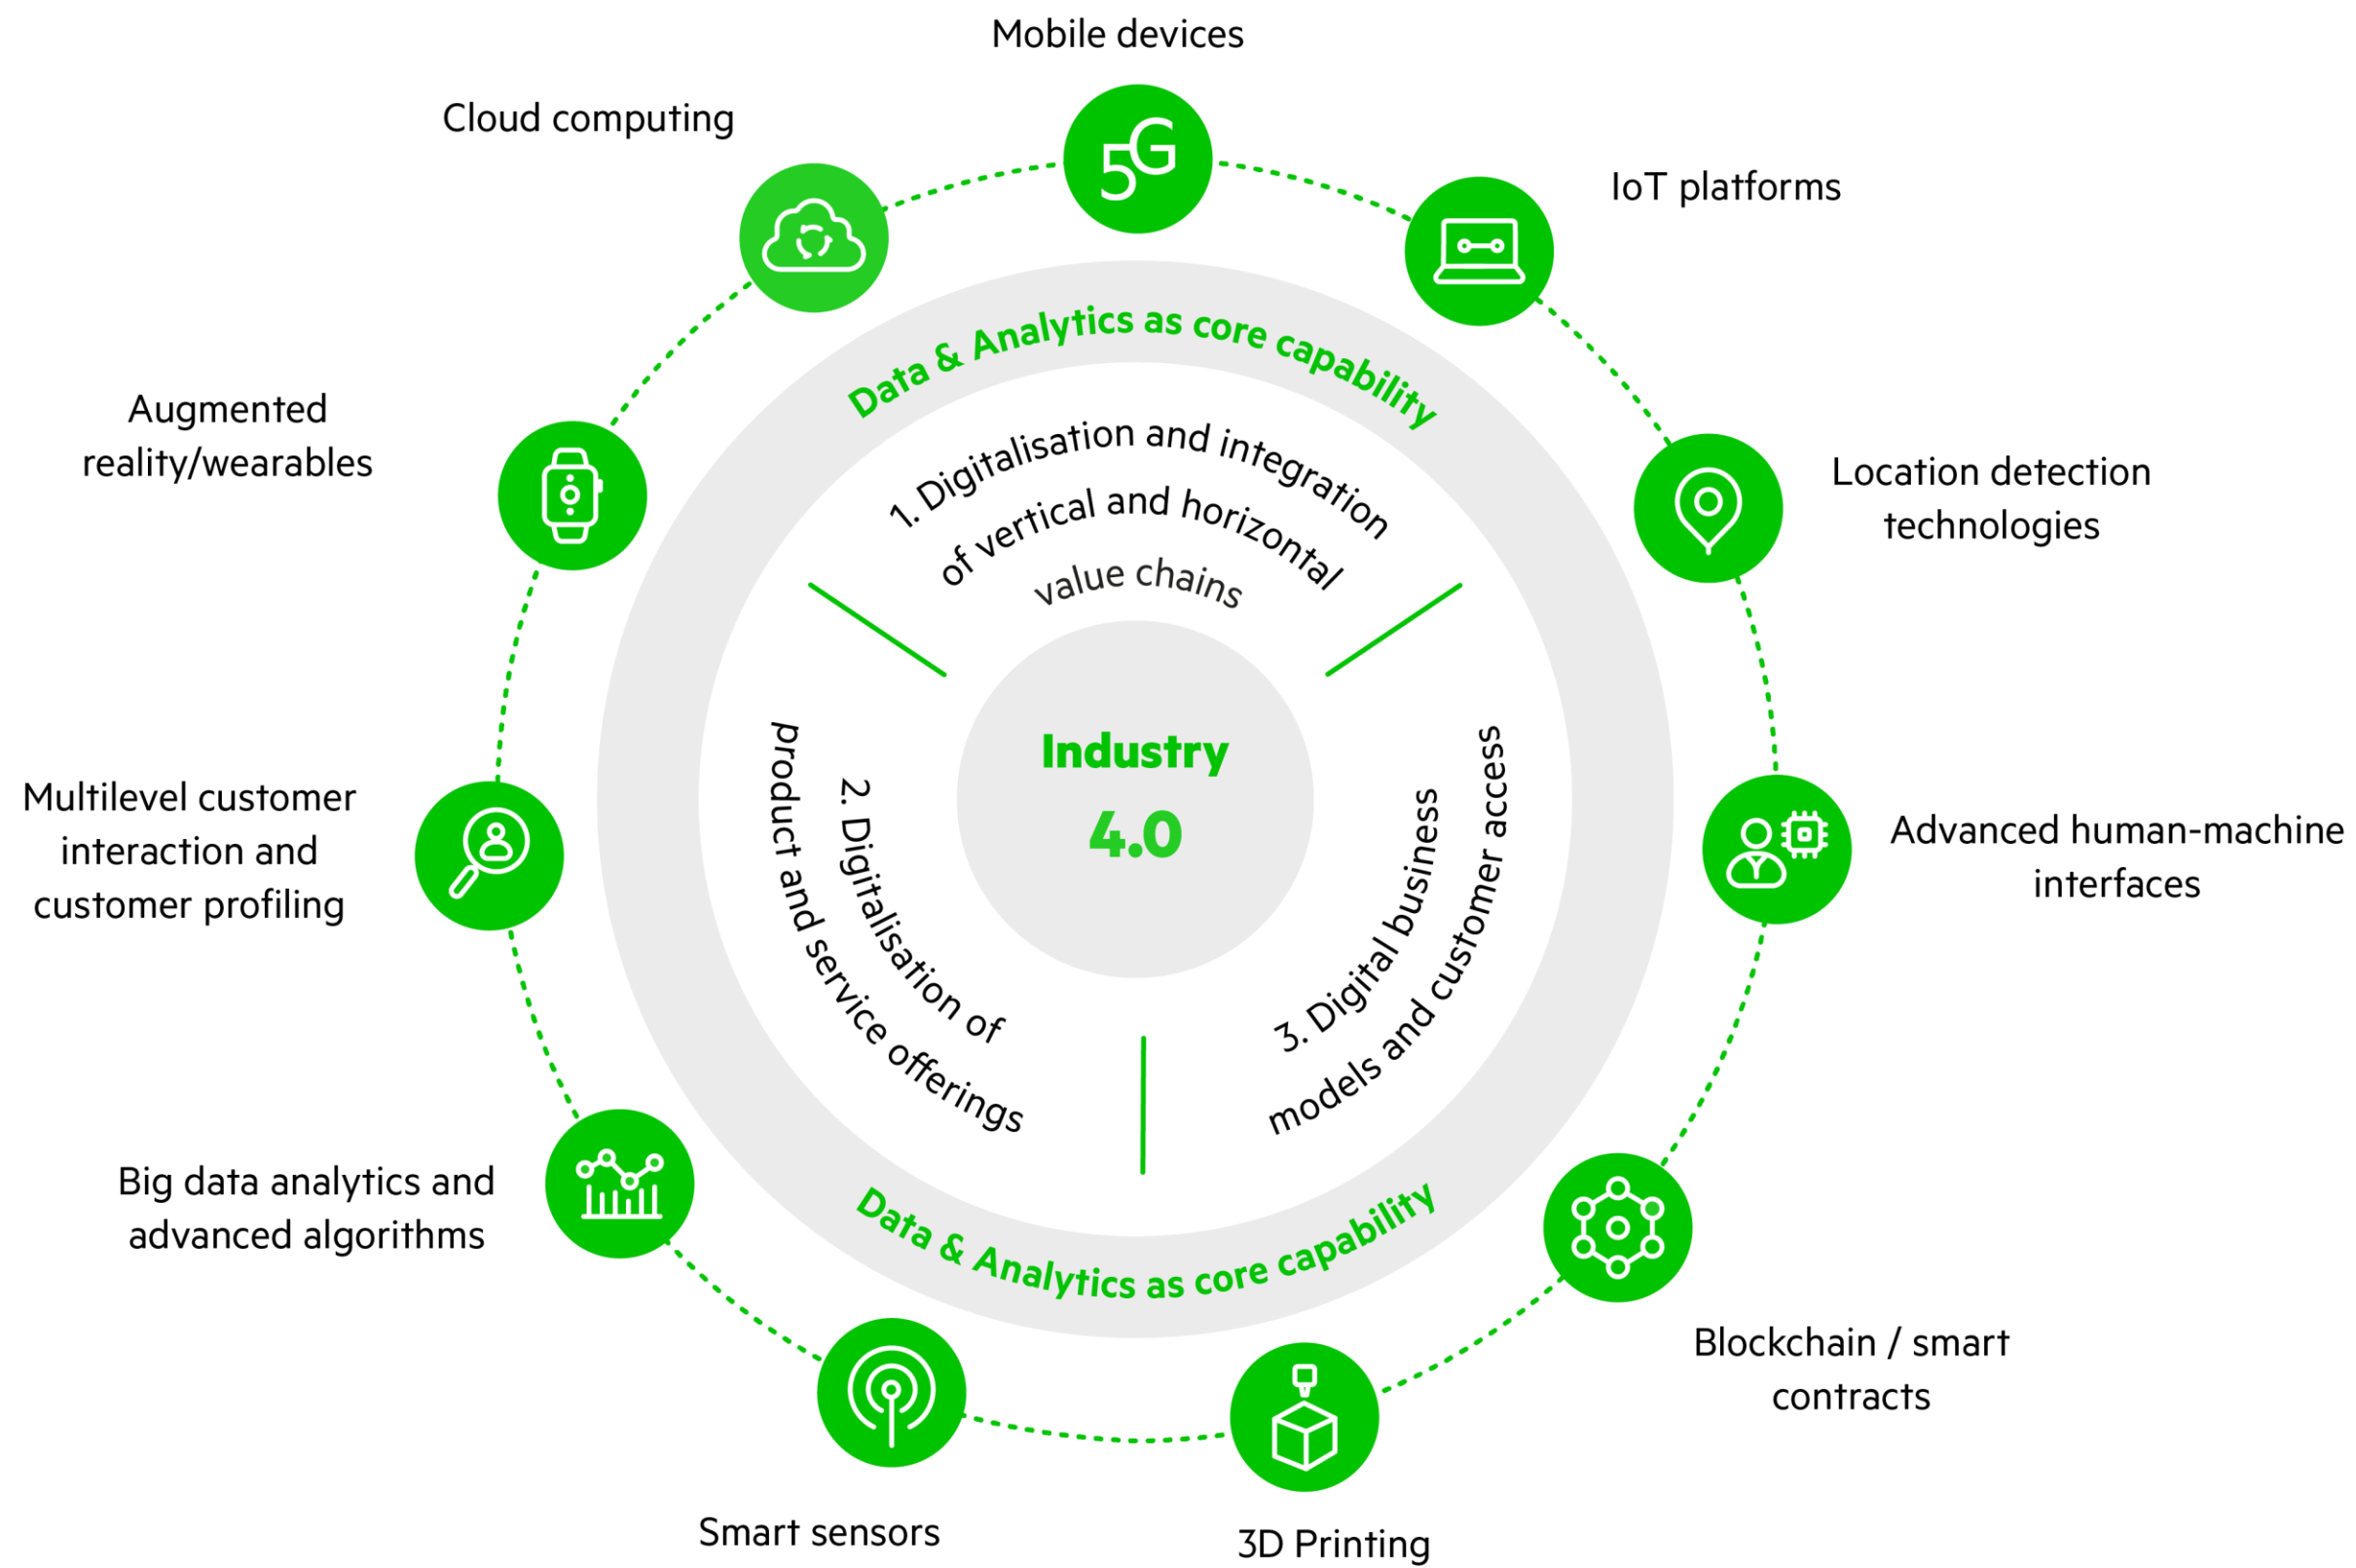 Mobile devices
5G
Cloud computing
IoT platforms
Augmented
reality/wearables
Location detection
technologies
Data & Analytics as core capability
1. Digitalisation and integration
of vertical and horizontal
value chains
Industry
4.0
2. Digitalisation of
product and service offerings
3. Digital business
models and customer access
Multilevel customer
interaction and
customer profiling
Advanced human-machine
interfaces
Big data analytics and
advanced algorithms
Data & Analytics as core capability
Blockchain / smart
contracts
Smart sensors
3D Printing